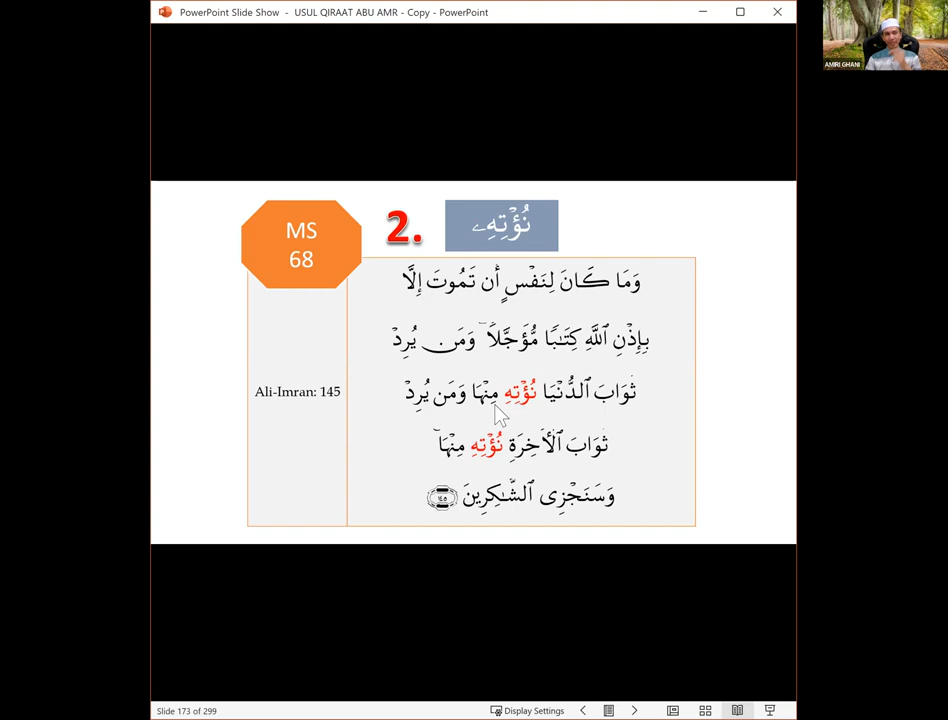 PowerPoint Slide Show - USUL QIRAAT ABU AMR - Copy - PowerPoint
AMIRI GHANI
MS
68
2.
نُؤْتِهِۦ
وَمَا كَانَ لِنَفْسٍ أَن تَمُوتَ إِلَّا
بِإِذْنِ ٱللَّهِ كِتَٰبًا مُّؤَجَّلًا ۗ وَمَن يُرِدْ
Ali-Imran: 145
ثَوَابَ ٱلدُّنْيَا نُؤْتِهِ مِنْهَا وَمَن يُرِدْ
ثَوَابَ ٱلْأَخِرَةِ نُؤْتِهِ مِنْهَا ۚ
وَسَنَجْزِى ٱلشَّٰكِرِينَ ١٤٥
Slide 173 of 299
Display Settings